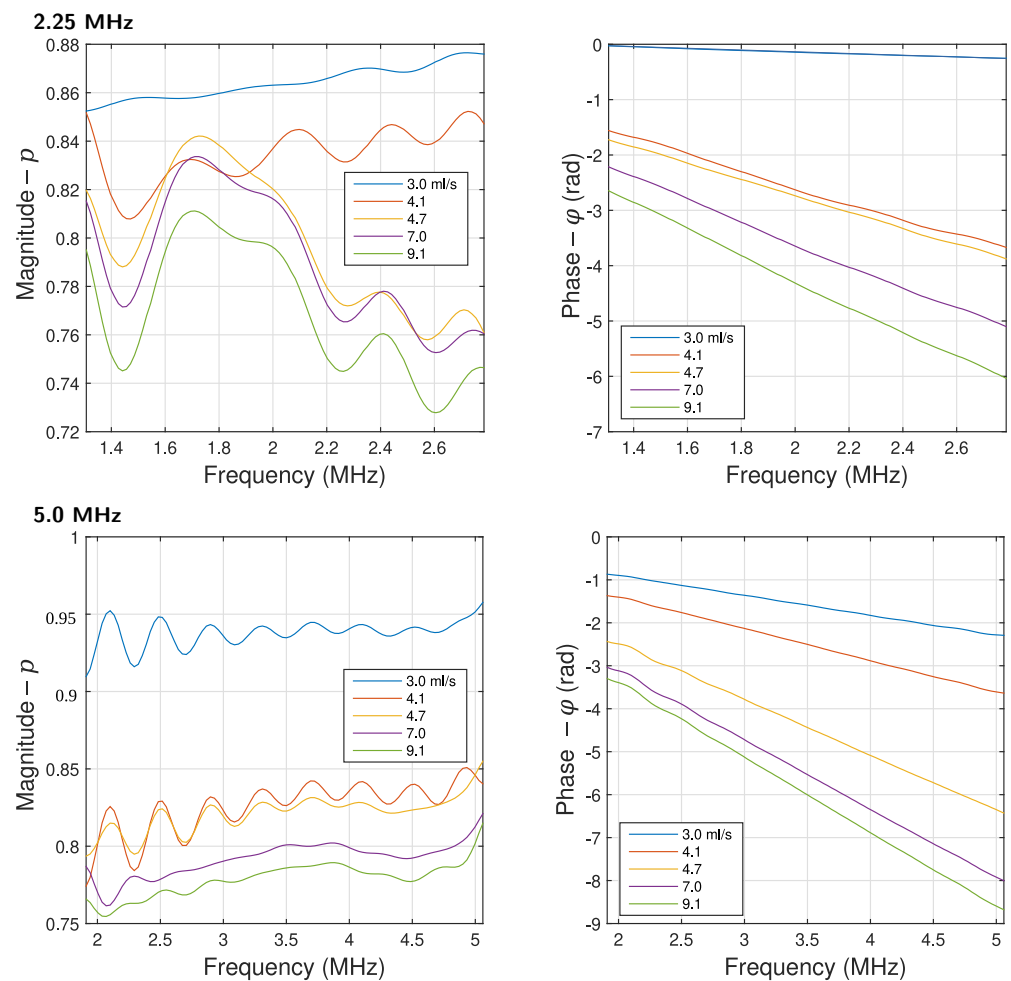 2.25 MHz
0.88
0.86
0.84
0.82
0.8
0.78
0.76
0.74
0.72
Magnitude – p
3.0 ml/s
4.1
4.7
7.0
9.1
1.4 1.6 1.8 2 2.2 2.4 2.6
Frequency (MHz)
0
-1
-2
-3
-4
-5
-6
-7
Phase – φ (rad)
3.0 ml/s
4.1
4.7
7.0
9.1
1.4 1.6 1.8 2 2.2 2.4 2.6
Frequency (MHz)
5.0 MHz
1
0.95
0.9
0.85
0.8
0.75
Magnitude – p
3.0 ml/s
4.1
4.7
7.0
9.1
2 2.5 3 3.5 4 4.5 5
Frequency (MHz)
0
-1
-2
-3
-4
-5
-6
-7
-8
-9
Phase – φ (rad)
3.0 ml/s
4.1
4.7
7.0
9.1
2 2.5 3 3.5 4 4.5 5
Frequency (MHz)